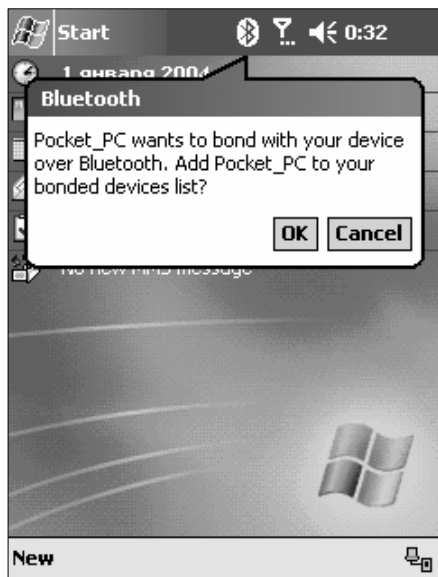 Start 0:32
1 января 2004
Bluetooth
Pocket_PC wants to bond with your device
over Bluetooth. Add Pocket_PC to your
bonded devices list?
OK Cancel
No new MMS message
New